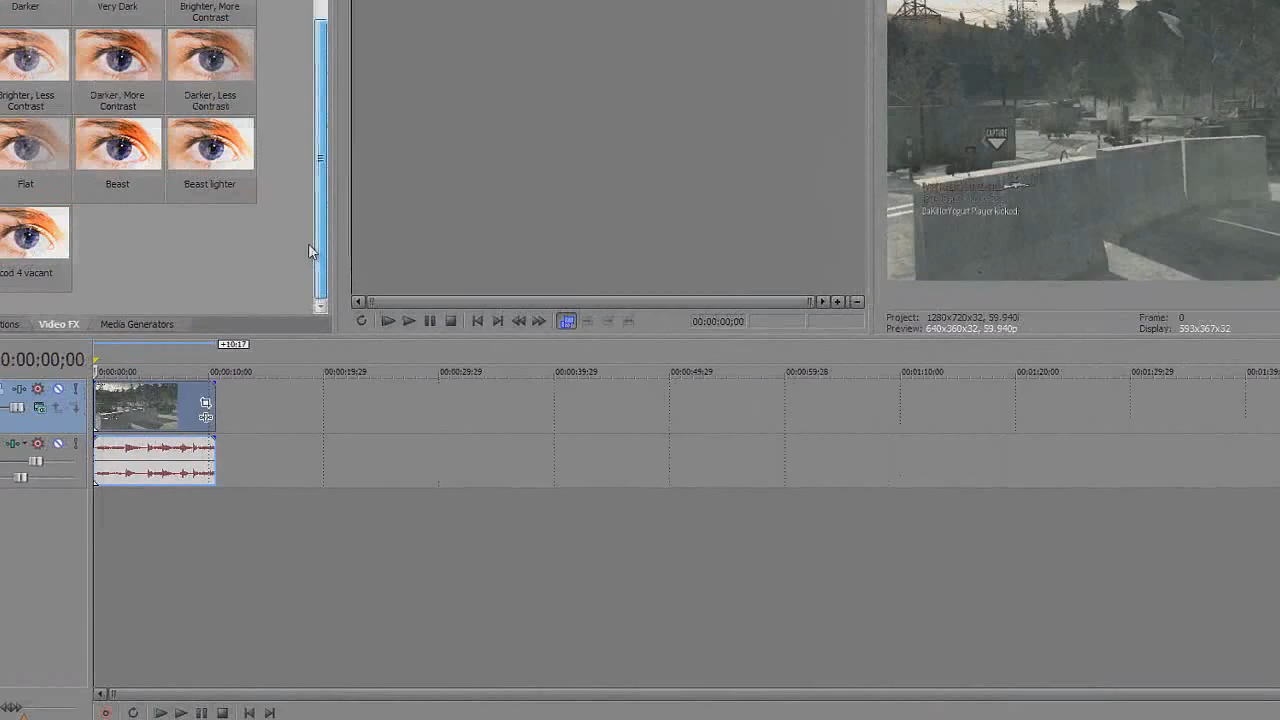 Darker
Very Dark
Brighter, More
Contrast
Brighter, Less
Contrast
Darker, More
Contrast
Darker, Less
Contrast
Flat
Beast
Beast lighter
cod 4 vacant
tions
Video FX
Media Generators
CAPTURE
DaKillerYogurt Player kicked.
00:00:00;00
Project: 1280x720x32, 59.940i
Preview: 640x360x32, 59.940p
Frame: 0
Display: 593x367x32
0:00:00;00
+10:17
0:00:00:00
00:00:10;00
00:00:19;29
00:00:29;29
00:00:39;29
00:00:49;29
00:00:59;28
00:01:10;00
00:01:20;00
00:01:29;29
00:01:39;